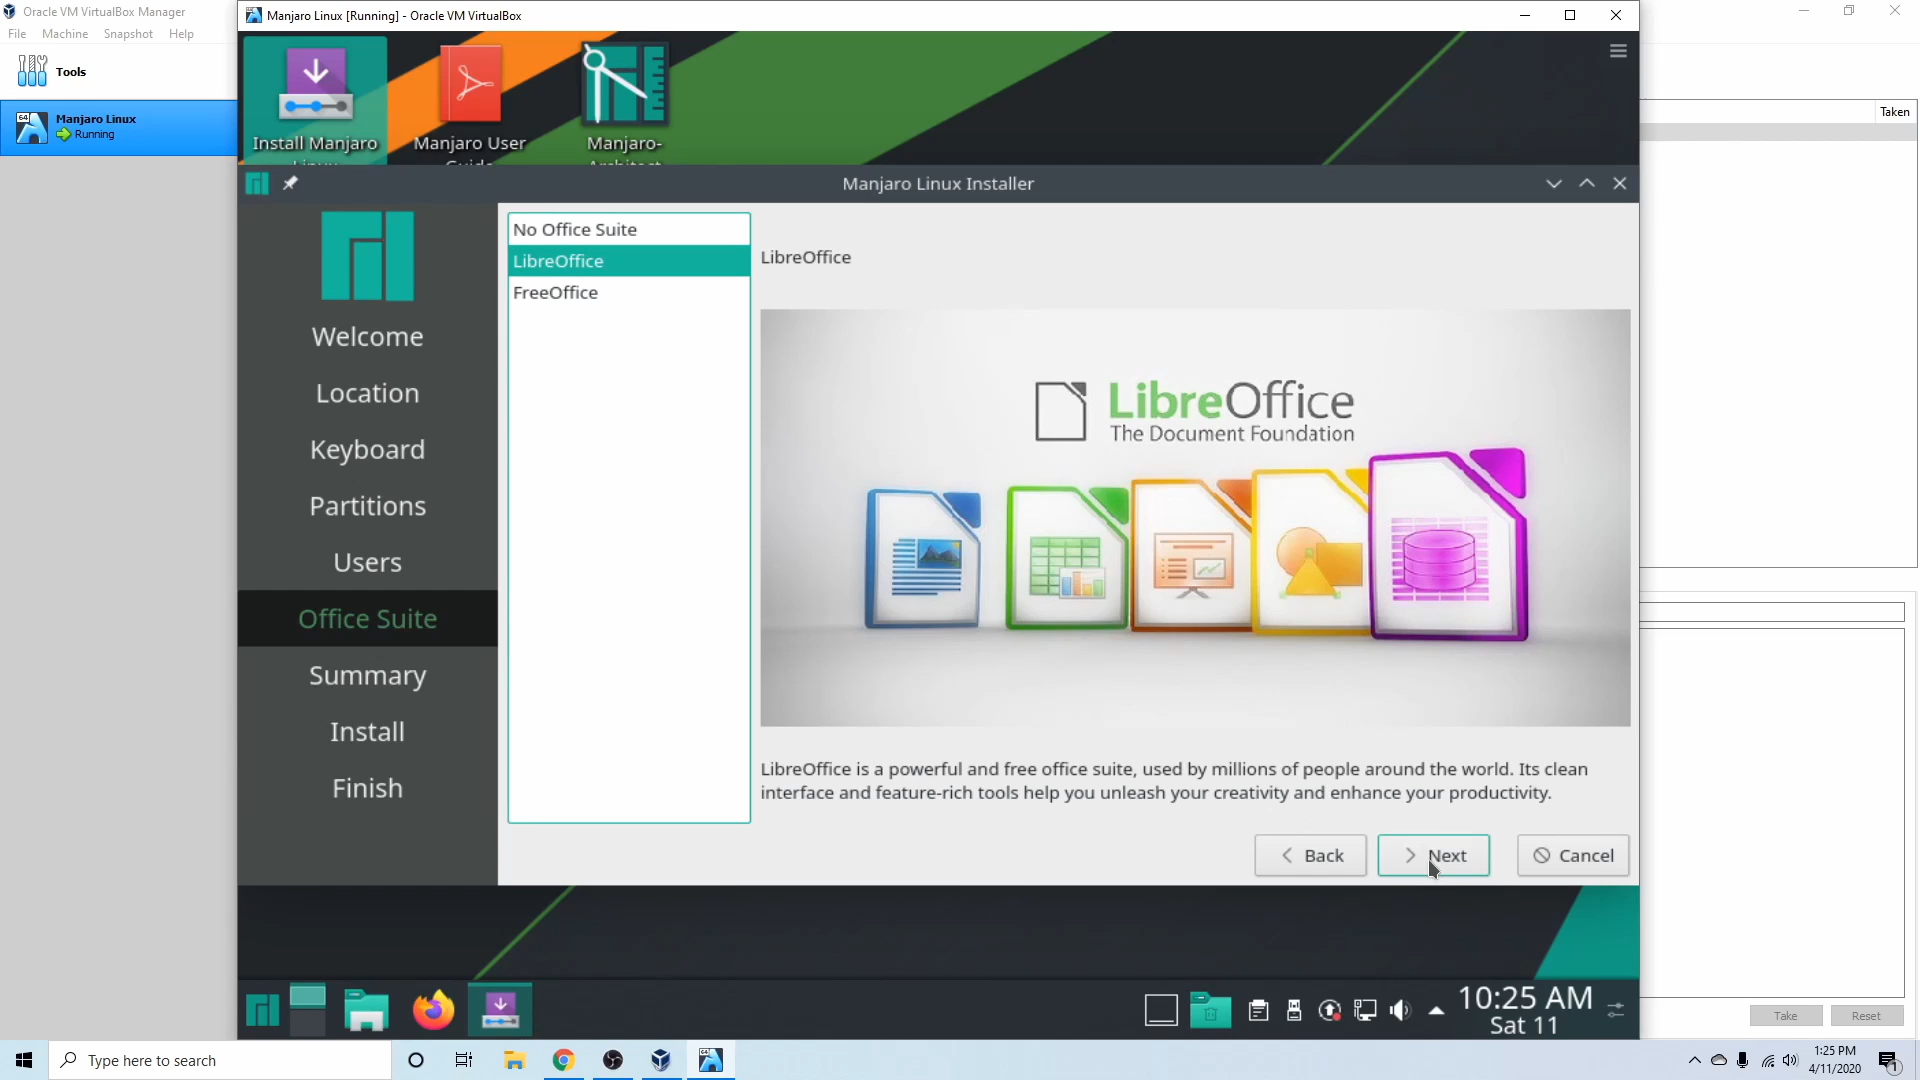 Oracle VM VirtualBox Manager
File Machine Snapshot Help
Tools
Manjaro Linux
Running
64
Manjaro Linux [Running] - Oracle VM VirtualBox
Taken
Install Manjaro
Linux
Manjaro User
Guide
Manjaro-
Architect
Manjaro Linux Installer
Welcome
Location
Keyboard
Partitions
Users
Office Suite
Summary
Install
Finish
No Office Suite
LibreOffice
FreeOffice
LibreOffice
LibreOffice
The Document Foundation
LibreOffice is a powerful and free office suite, used by millions of people around the world. Its clean
interface and feature-rich tools help you unleash your creativity and enhance your productivity.
Back
Next
Cancel
10:25 AM
Sat 11
Take
Reset
Type here to search
1:25 PM
4/11/2020
1